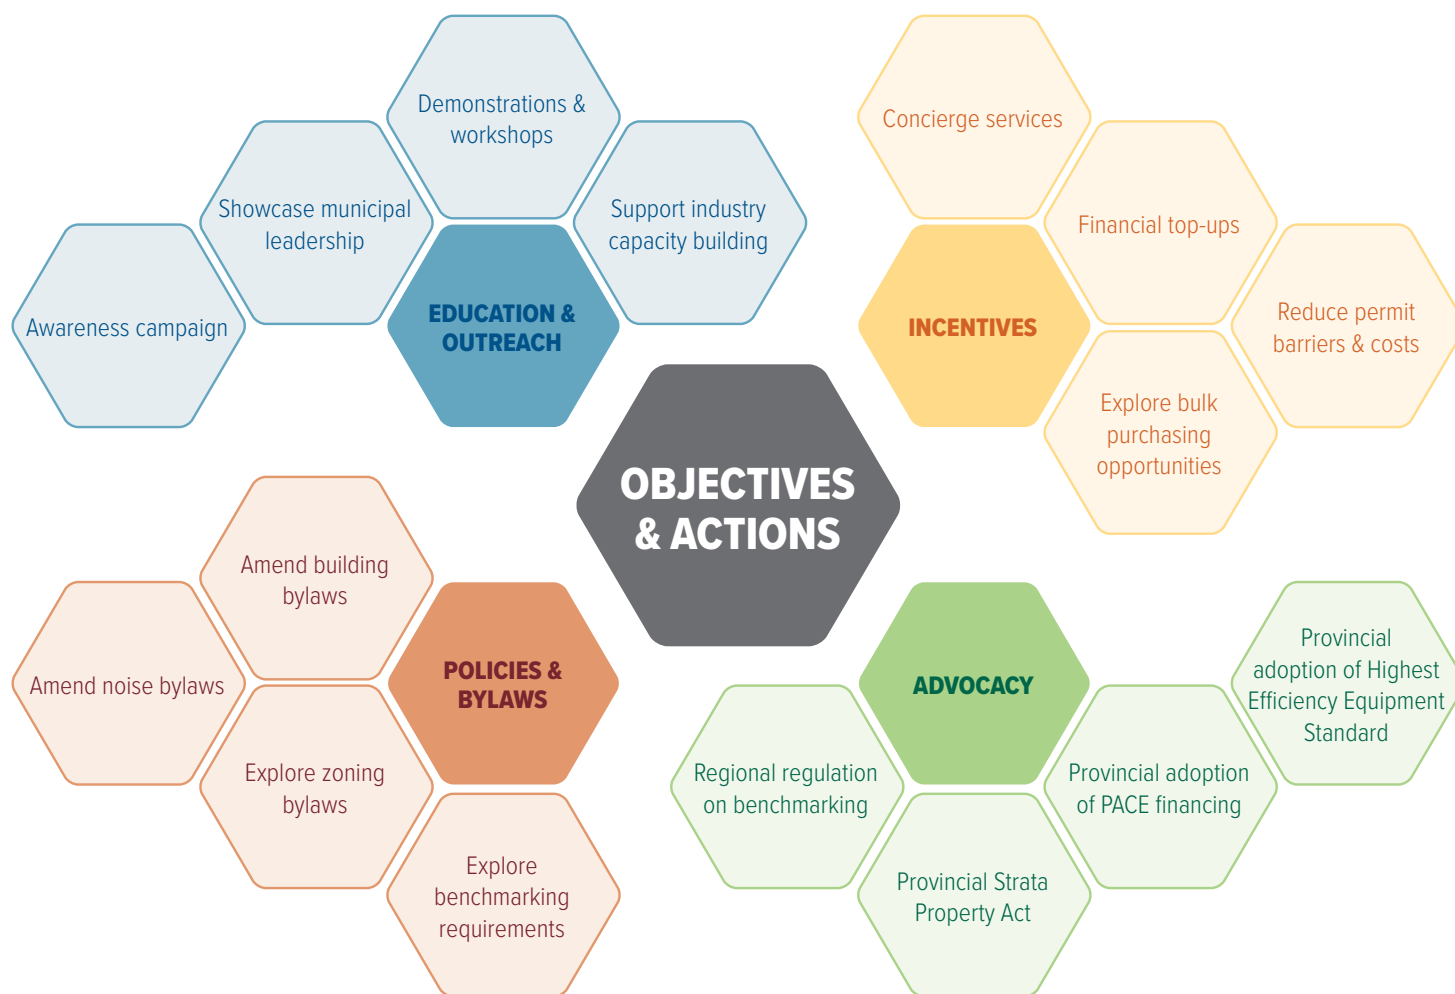 Demonstrations &
workshops
Showcase municipal
leadership
Support industry
capacity building
Awareness campaign
EDUCATION &
OUTREACH
Concierge services
Financial top-ups
INCENTIVES
Reduce permit
barriers & costs
Explore bulk
purchasing
opportunities
OBJECTIVES
& ACTIONS
Amend building
bylaws
Amend noise bylaws
POLICIES &
BYLAWS
Explore zoning
bylaws
Explore
benchmarking
requirements
ADVOCACY
Provincial
adoption of Highest
Efficiency Equipment
Standard
Regional regulation
on benchmarking
Provincial adoption
of PACE financing
Provincial Strata
Property Act